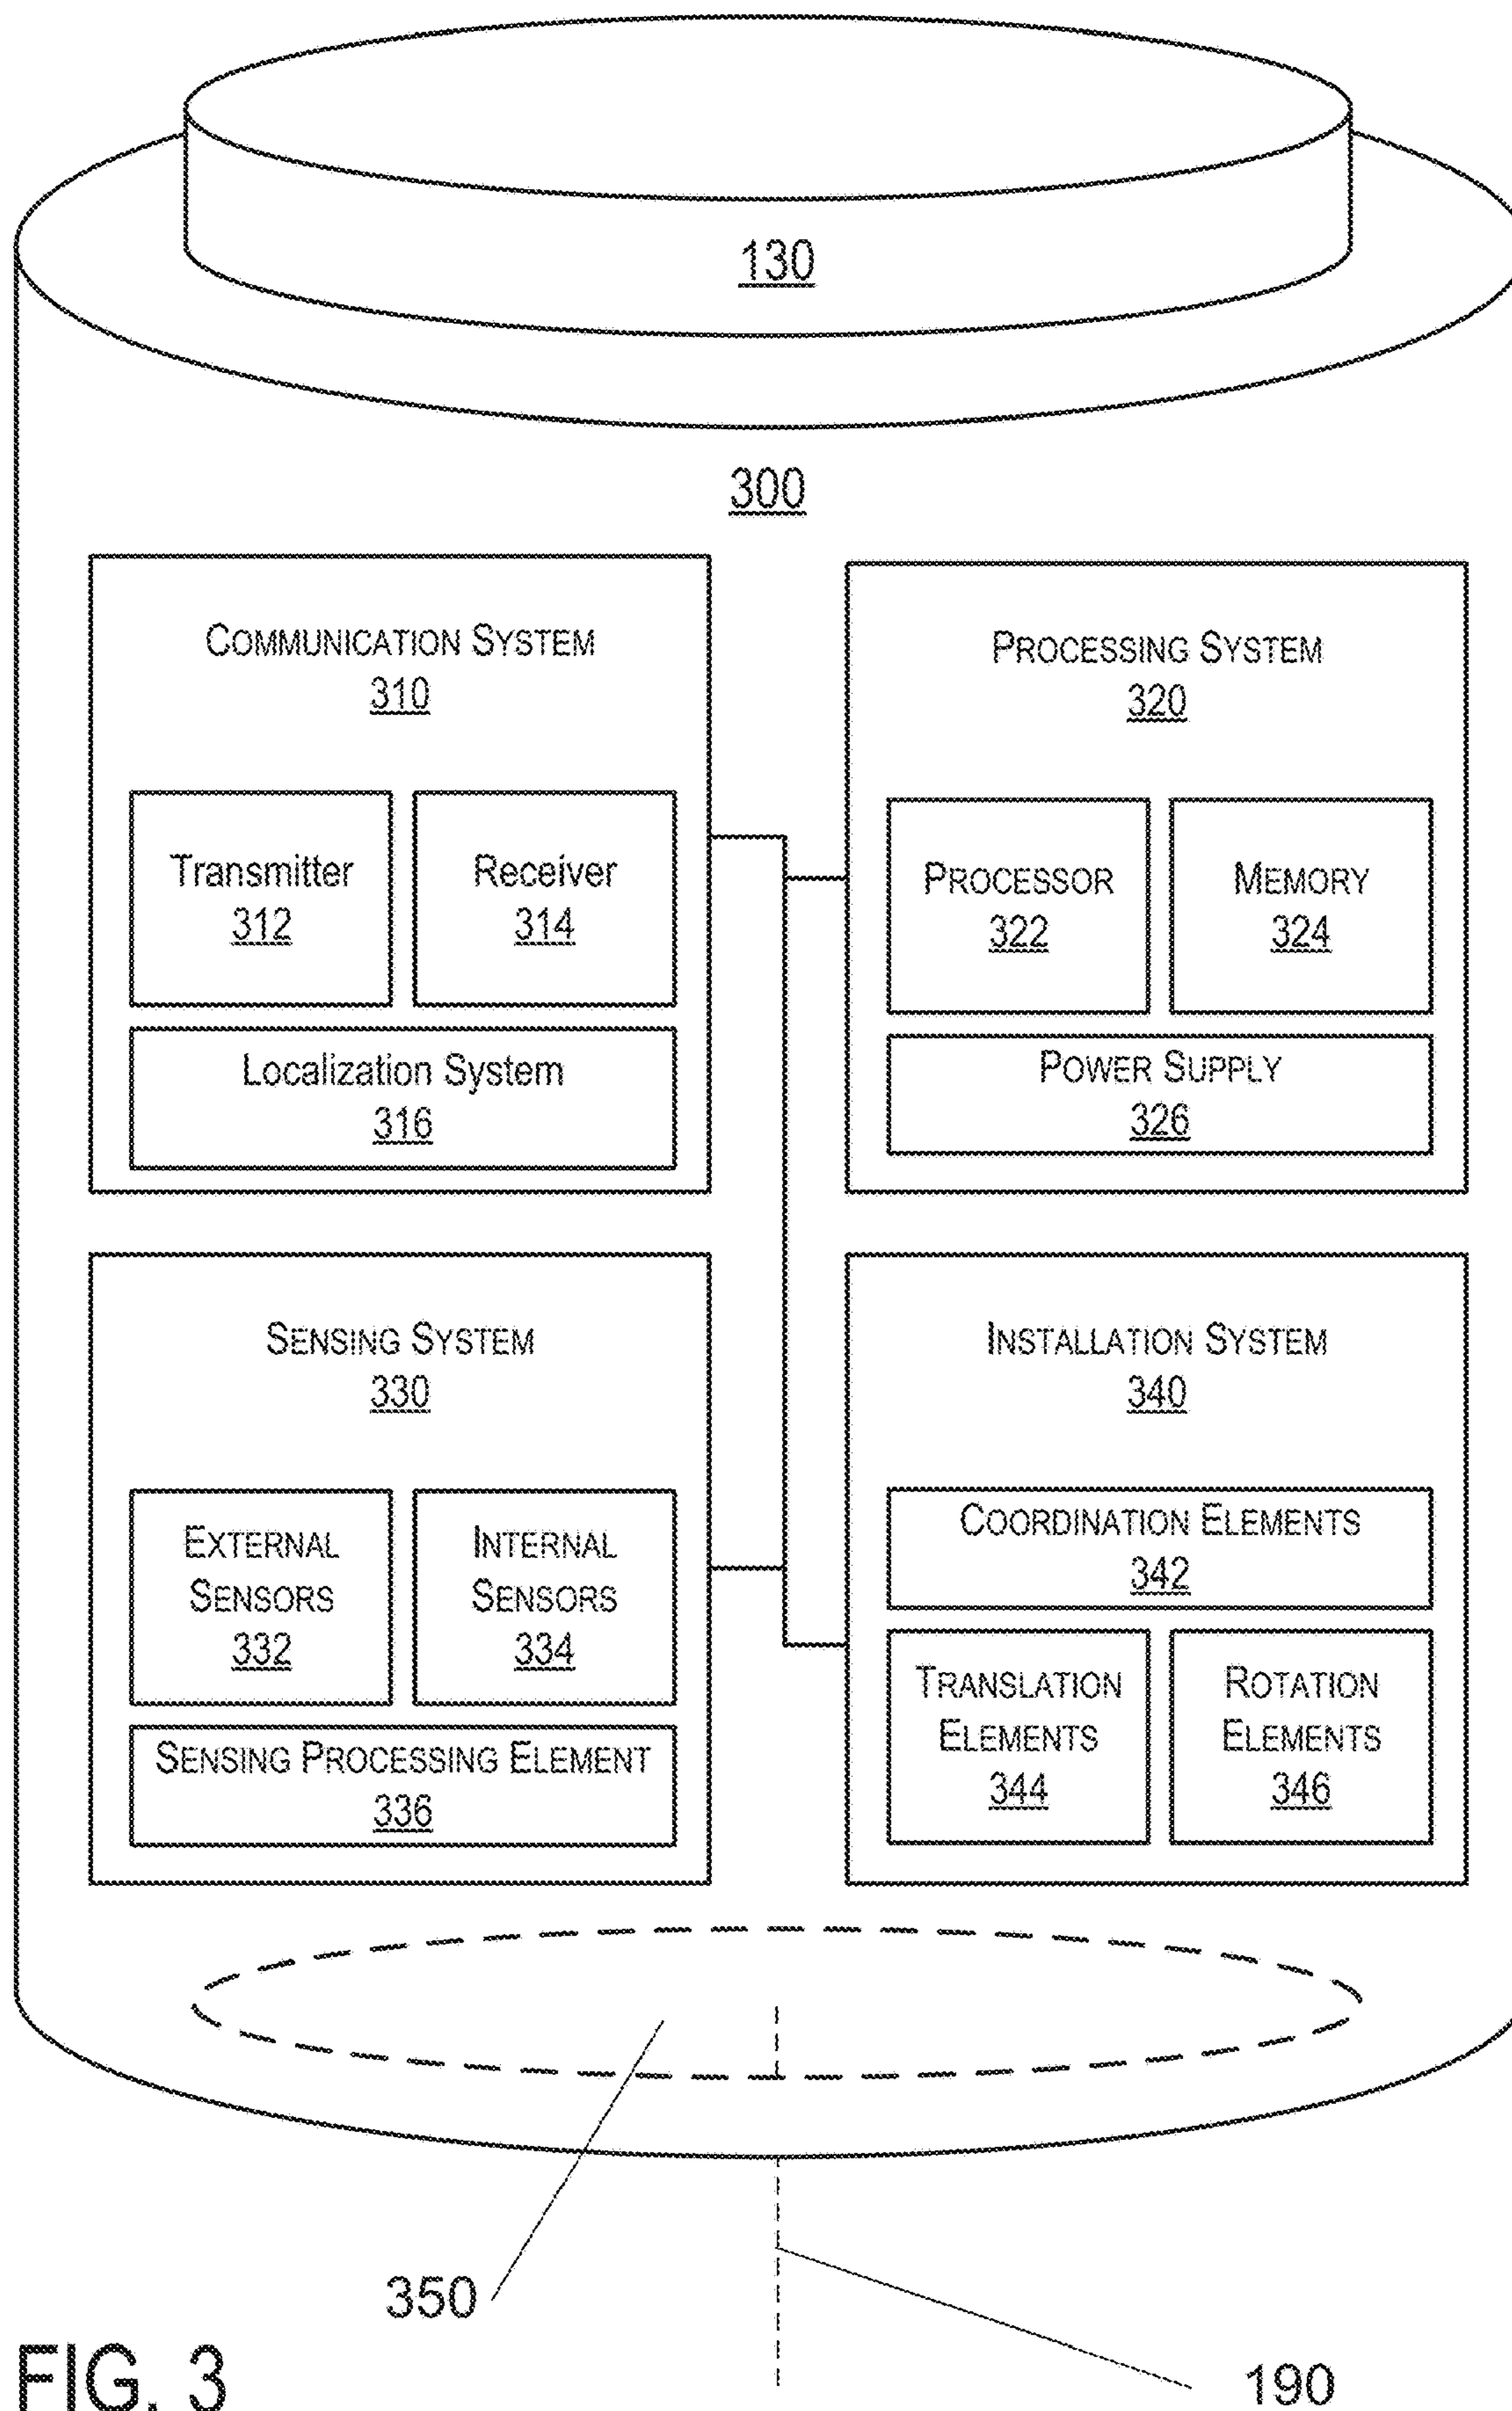 130
300
COMMUNICATION SYSTEM
310
Transmitter
312
Receiver
314
Localization System
316
PROCESSING SYSTEM
320
PROCESSOR
322
MEMORY
324
POWER SUPPLY
326
SENSING SYSTEM
330
EXTERNAL
SENSORS
332
INTERNAL
SENSORS
334
SENSING PROCESSING ELEMENT
336
INSTALLATION SYSTEM
340
COORDINATION ELEMENTS
342
TRANSLATION
ELEMENTS
344
ROTATION
ELEMENTS
346
350
190
FIG. 3